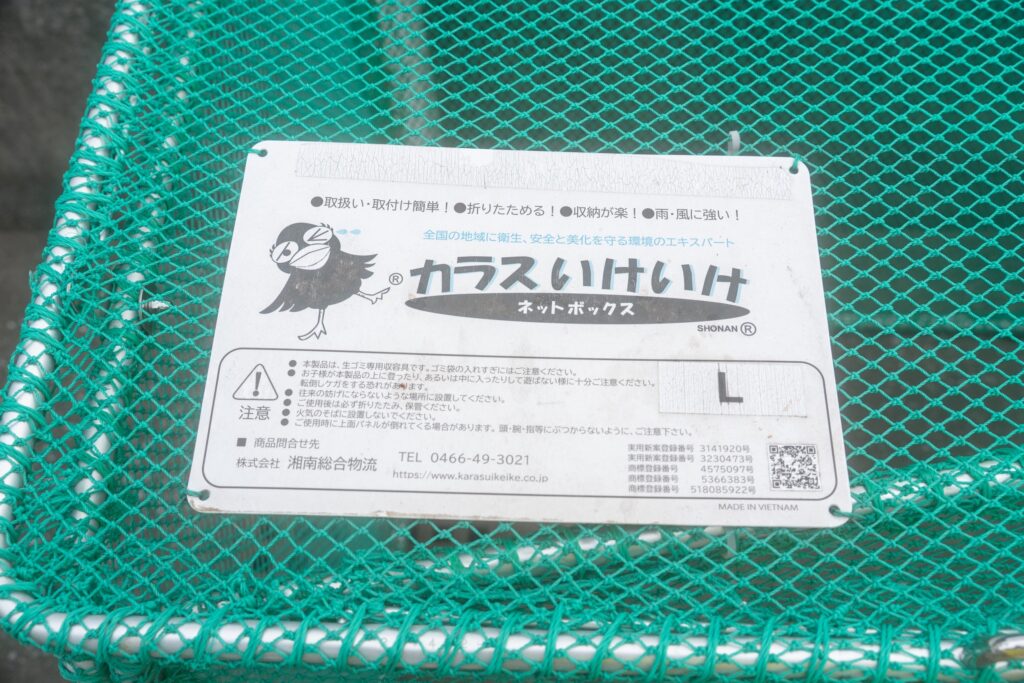 ●取扱い・取付け簡単！●折りたためる！●収納が楽！●雨・風に強い！
全国の地域に衛生、安全と美化を守る環境のエキスパート
®カラスいけいけ
ネットボックス
SHONAN®
● 本製品は、生ゴミ専用収容具です。ゴミ袋の入れすぎにはご注意ください。
● お子様が本製品の上に登ったり、あるいは中に入ったりして遊ばない様に十分ご注意ください。
転倒しケガをする恐れがあります。
● 往来の妨げにならないような場所に設置してください。
● ご使用後は必ず折りたたみ、保管ください。
● 火気のそばに設置しないでください。
● ご使用時に上面パネルが倒れてくる場合があります。頭・腕・指等にぶつからないように、ご注意下さい。
注意
L
■ 商品問合せ先
株式会社 湘南総合物流
TEL 0466-49-3021
https://www.karasuikeike.co.jp
実用新案登録番号 3141920号
実用新案登録番号 3230473号
商標登録番号 4575097号
商標登録番号 5366383号
商標登録番号 518085922号
MADE IN VIETNAM